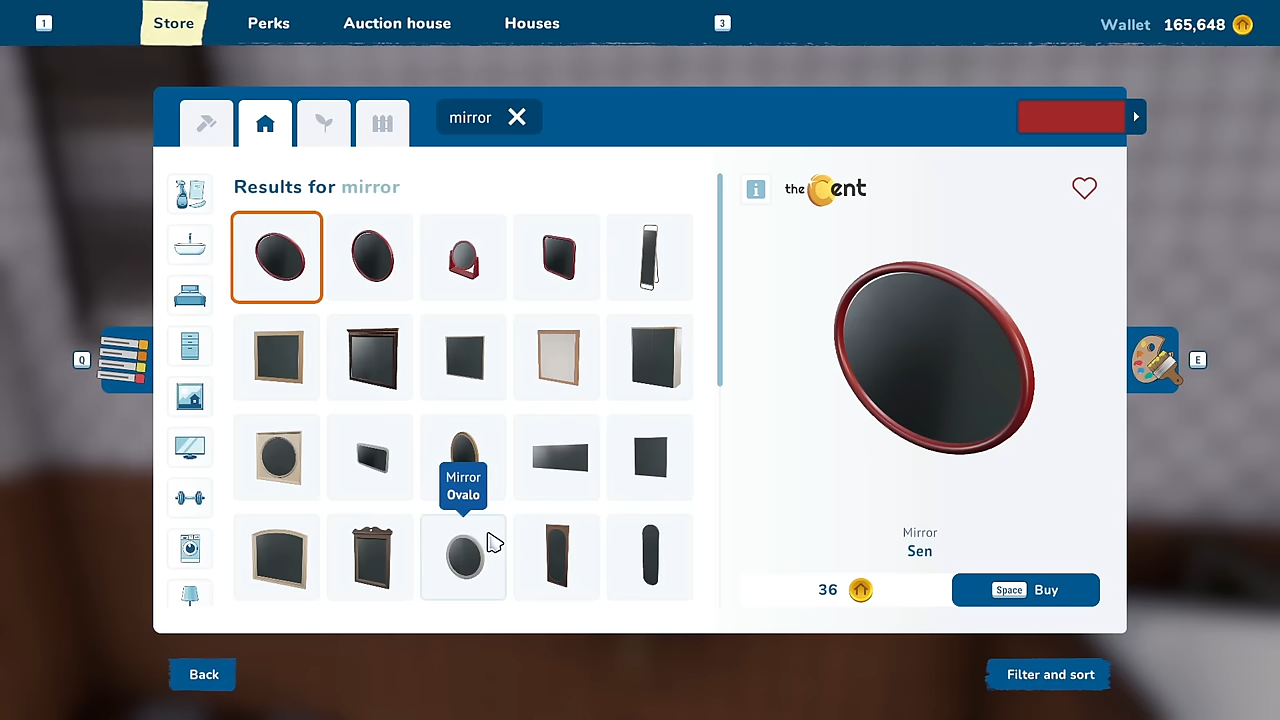 1
Store
Perks
Auction house
Houses
3
Wallet 165,648
mirror
Results for mirror
the Cent
Q
E
Mirror
Ovalo
Mirror
Sen
36
Space Buy
Back
Filter and sort